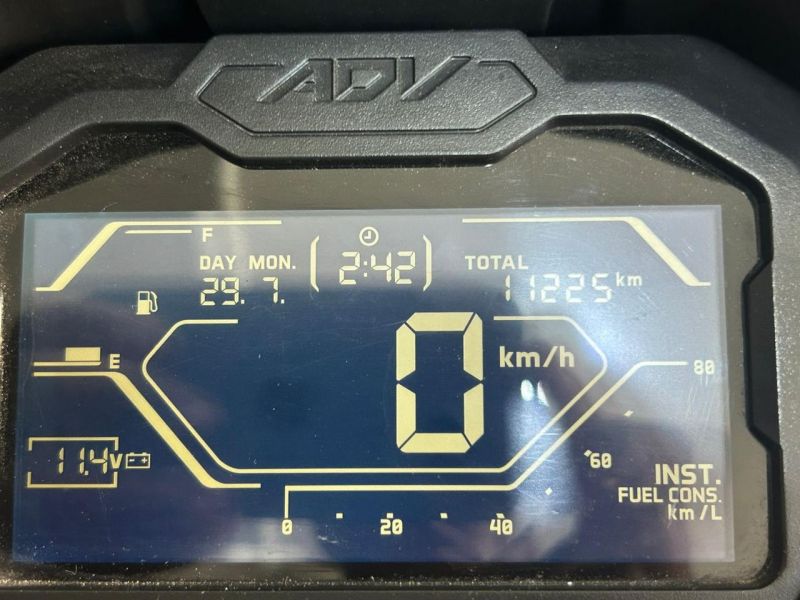 ADV
F
DAY MON. 2:42 TOTAL
29. 7. 11225 km
E
0 km/h
80
11.4V
60
INST.
FUEL CONS.
km/L
0 20 40